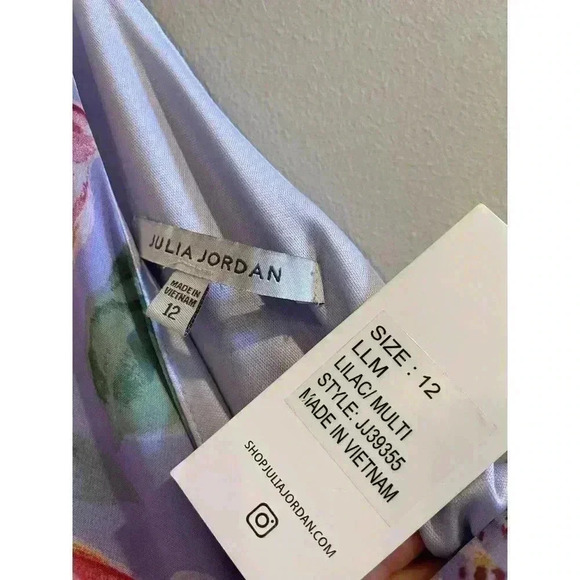 JULIA JORDAN
MADE IN
VIETNAM
12
SIZE : 12
LLM
LILAC/ MULTI
STYLE: JJ39355
MADE IN VIETNAM
SHOPJULIAJORDAN.COM